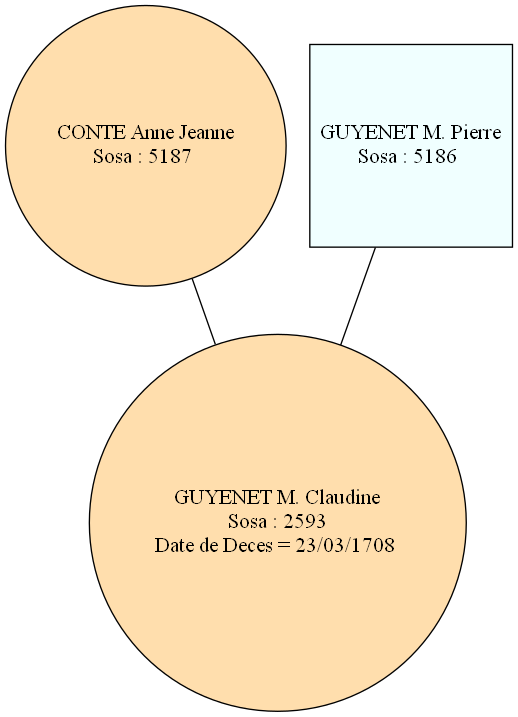 CONTE Anne Jeanne
Sosa : 5187
GUYENET M. Pierre
Sosa : 5186
GUYENET M. Claudine
Sosa : 2593
Date de Deces = 23/03/1708